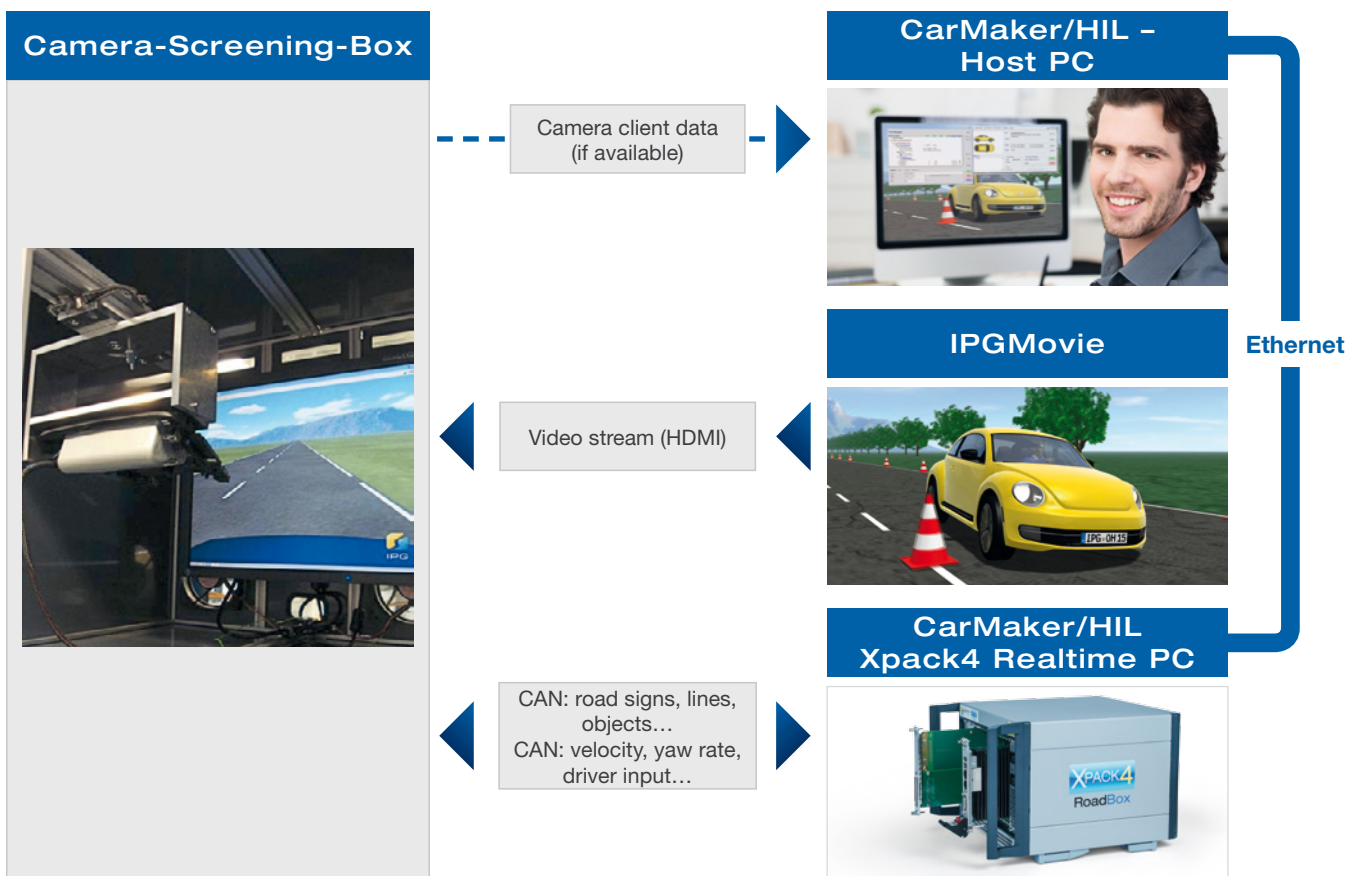 Camera-Screening-Box
CarMaker/HIL –
Host PC
Camera client data
(if available)
IPGMovie
Ethernet
Video stream (HDMI)
IPG
IPG-OH15
CarMaker/HIL
Xpack4 Realtime PC
CAN: road signs, lines,
objects…
CAN: velocity, yaw rate,
driver input…
XPACK4
RoadBox